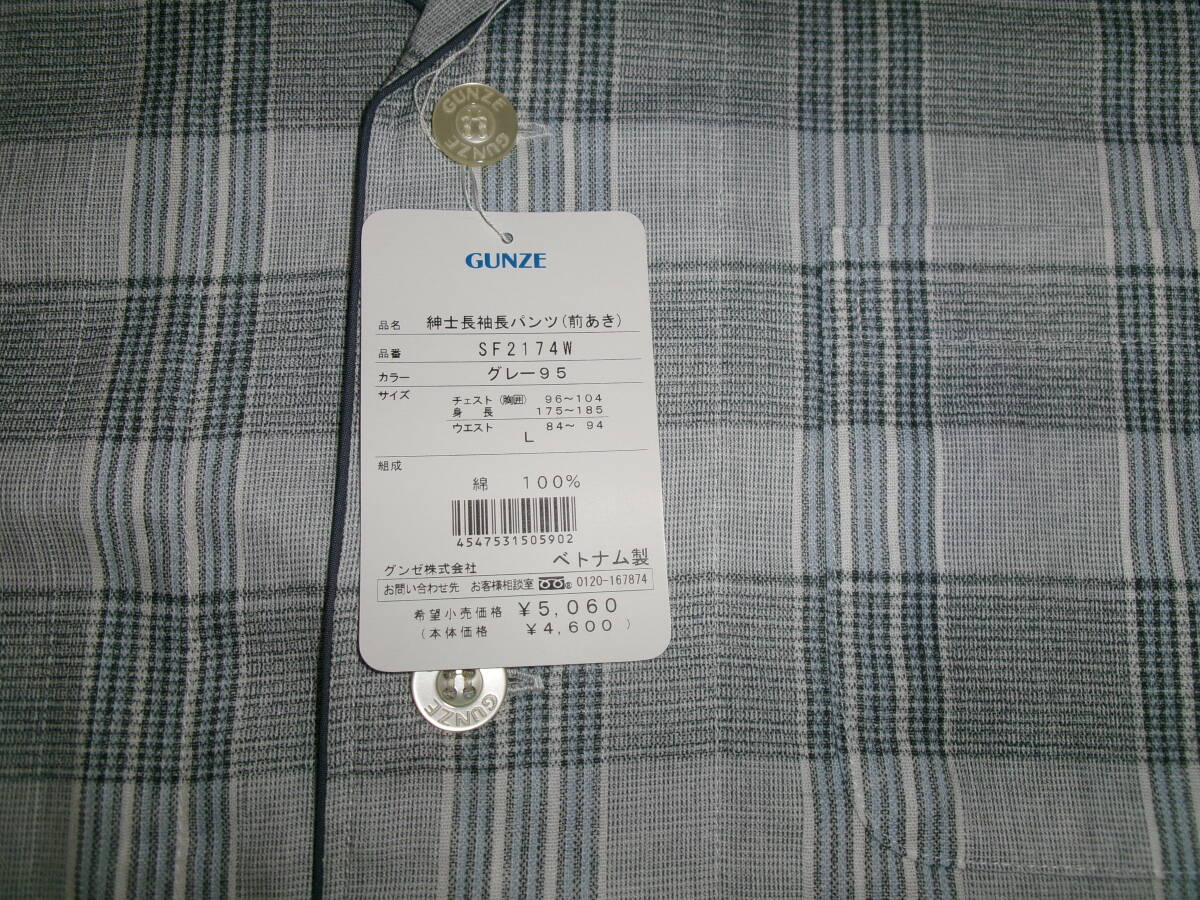 GUNZE
GUNZE
GUNZE
品名 紳士長袖長パンツ(前あき)
品番 SF2174W
カラー グレー95
サイズ
チェスト(胸囲) 96~104
身長 175~185
ウエスト 84~ 94
L
組成
綿 100%
4547531505902
グンゼ株式会社 ベトナム製
お問い合わせ先 お客様相談室 ® 0120-167874
希望小売価格 ¥5,060
(本体価格 ¥4,600)
GUNZE